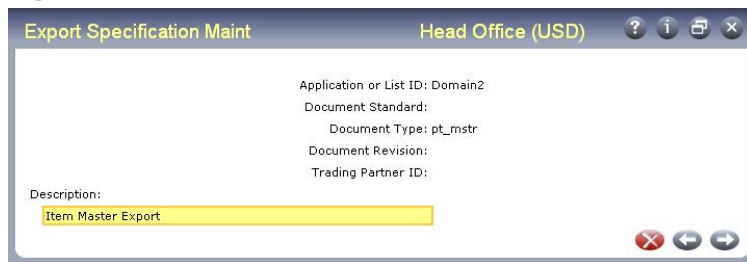 Export Specification Maint Head Office (USD) ? i
Application or List ID: Domain2
Document Standard:
Document Type: pt_mstr
Document Revision:
Trading Partner ID:
Description:
Item Master Export